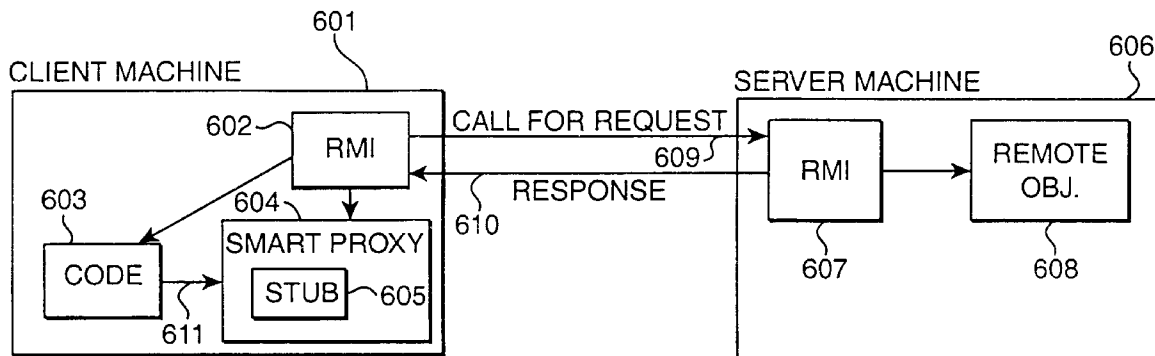 601
606
CLIENT MACHINE
SERVER MACHINE
602
RMI
CALL FOR REQUEST
609
RMI
REMOTE
OBJ.
RESPONSE
610
603
604
607
608
CODE
SMART PROXY
STUB
605
611